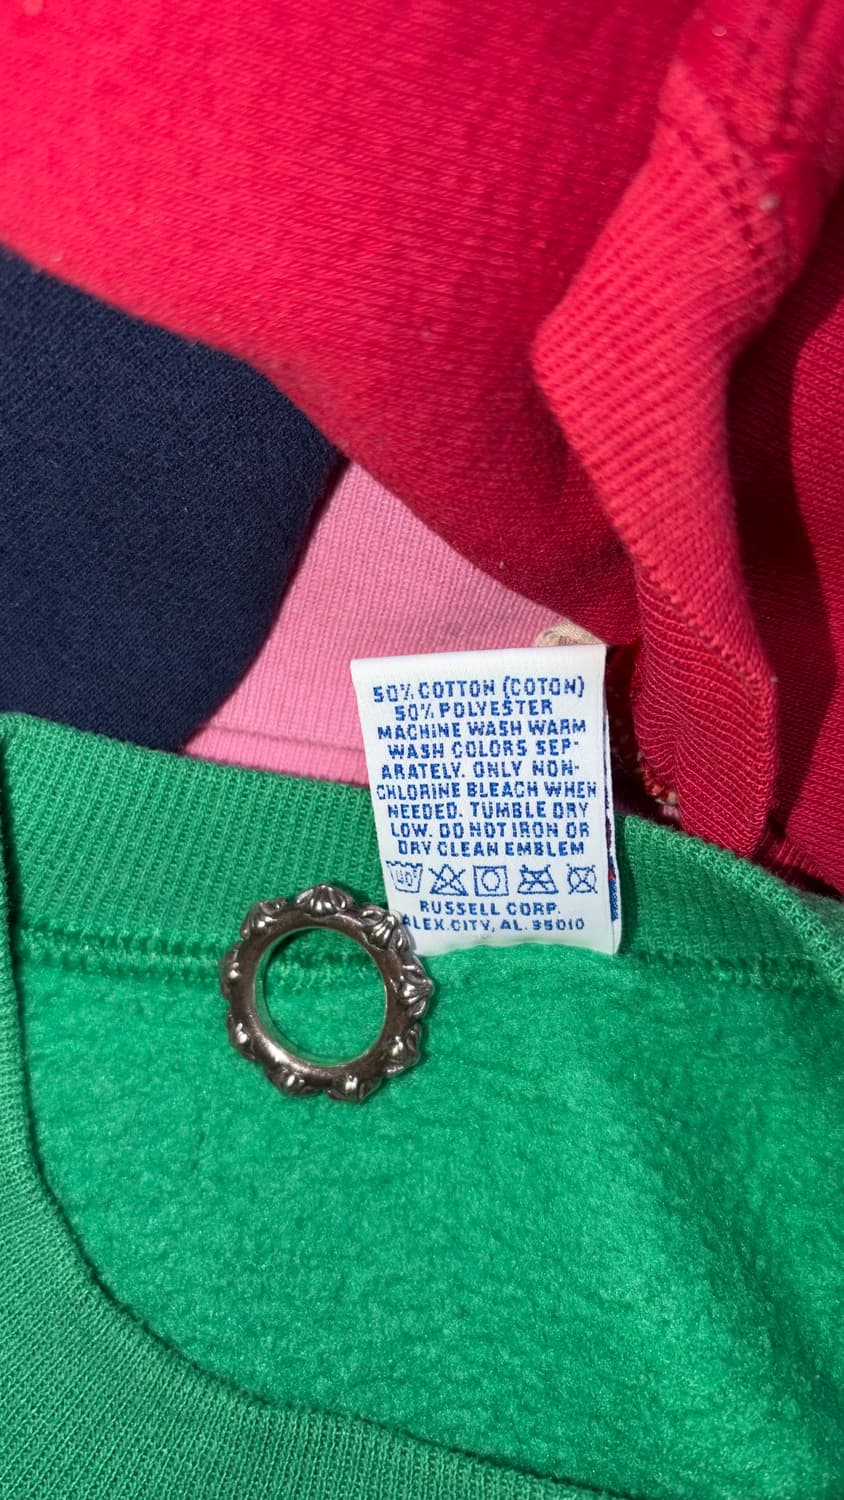 50% COTTON (COTON)
50% POLYESTER
MACHINE WASH WARM
WASH COLORS SEP-
ARATELY. ONLY NON-
CHLORINE BLEACH WHEN
NEEDED. TUMBLE DRY
LOW. DO NOT IRON OR
DRY CLEAN EMBLEM
RUSSELL CORP.
ALEX.CITY, AL. 35010